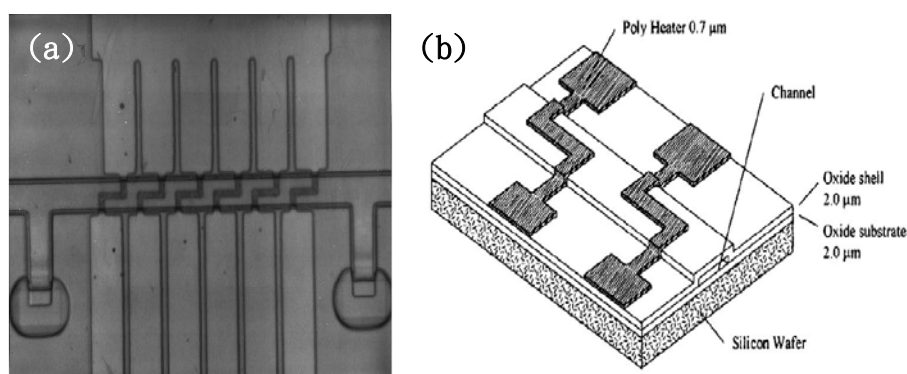 (a)
(b)
Poly Heater 0.7 μm
Channel
Oxide shell
2.0 μm
Oxide substrate
2.0 μm
Silicon Wafer